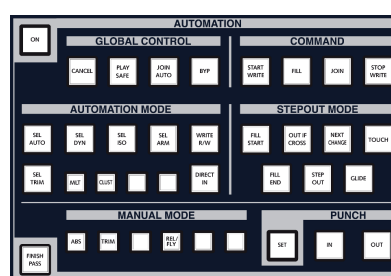 AUTOMATION
ON
GLOBAL CONTROL
COMMAND
CANCEL
PLAY
SAFE
JOIN
AUTO
BYP
START
WRITE
FILL
JOIN
STOP
WRITE
AUTOMATION MODE
STEPOUT MODE
SEL
AUTO
SEL
DYN
SEL
ISO
SEL
ARM
WRITE
R/W
FILL
START
OUT IF
CROSS
NEXT
CHANGE
TOUCH
SEL
TRIM
MLT
CLUST
DIRECT
IN
FILL
END
STEP
OUT
GLIDE
MANUAL MODE
PUNCH
ABS
TRIM
REL/
FLY
SET
IN
OUT
FINISH
PASS